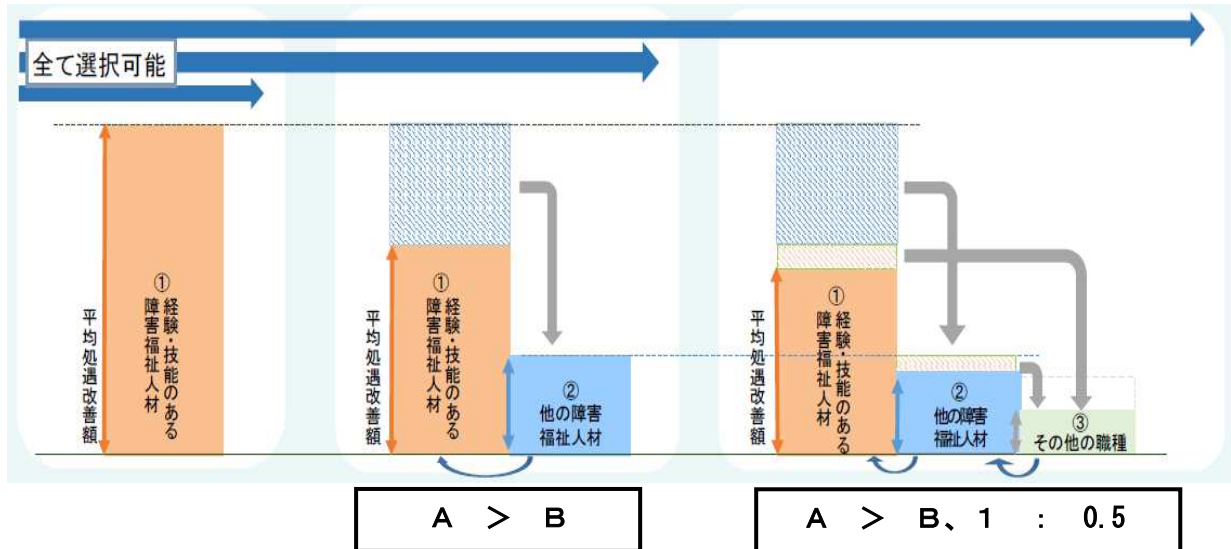 全て選択可能
平均処遇改善額
①
経験・技能のある
障害福祉人材
平均処遇改善額
①
経験・技能のある
障害福祉人材
②
他の障害
福祉人材
平均処遇改善額
①
経験・技能のある
障害福祉人材
②
他の障害
福祉人材
③
その他の職種
A > B
A > B、1 : 0.5